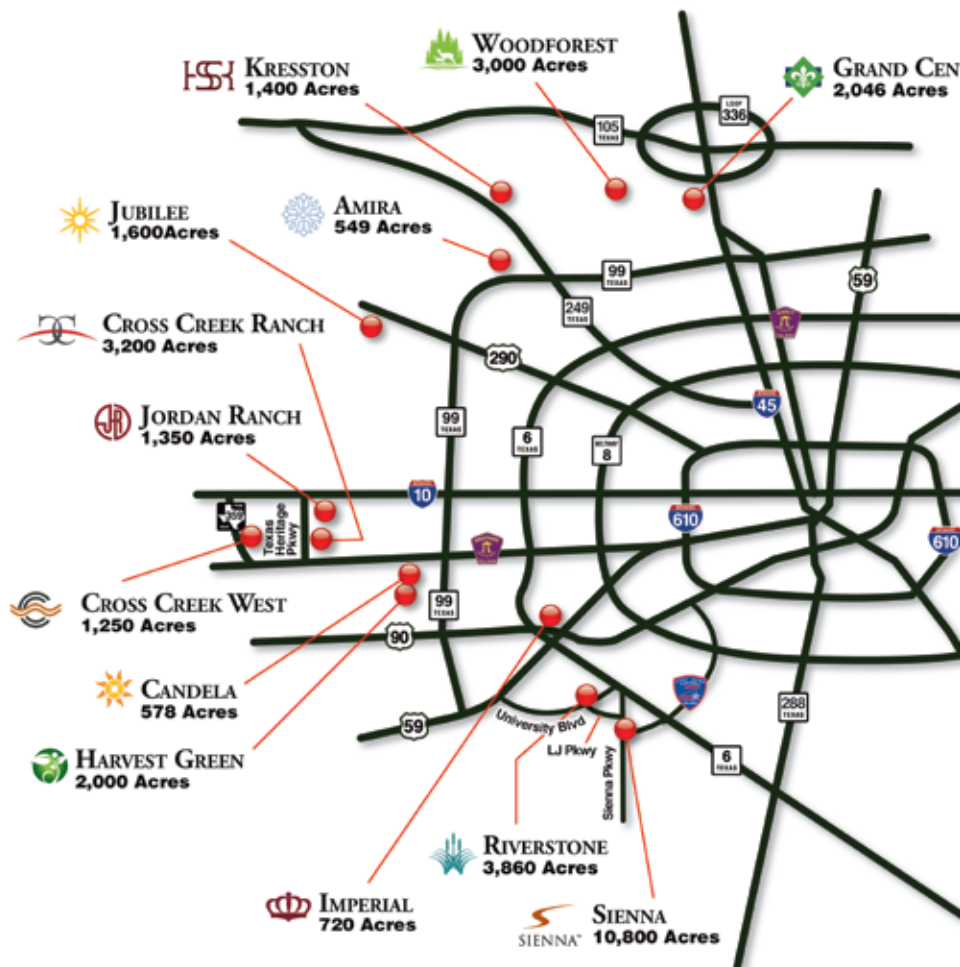 WOODFOREST
3,000 Acres
KRESSTON
1,400 Acres
GRAND CEN
2,046 Acres
LOOP
336
105
TEXAS
JUBILEE
1,600Acres
AMIRA
549 Acres
99
TEXAS
59
249
TEXAS
CROSS CREEK RANCH
3,200 Acres
290
45
JORDAN RANCH
1,350 Acres
99
TEXAS
6
TEXAS
BELTWAY
8
10
359
Texas
Heritage
Pkwy
610
610
CROSS CREEK WEST
1,250 Acres
99
TEXAS
90
CANDELA
578 Acres
59
University Blvd
LJ Pkwy
Sienna Pkwy
288
TEXAS
6
TEXAS
HARVEST GREEN
2,000 Acres
RIVERSTONE
3,860 Acres
IMPERIAL
720 Acres
SIENNA
10,800 Acres
SIENNA